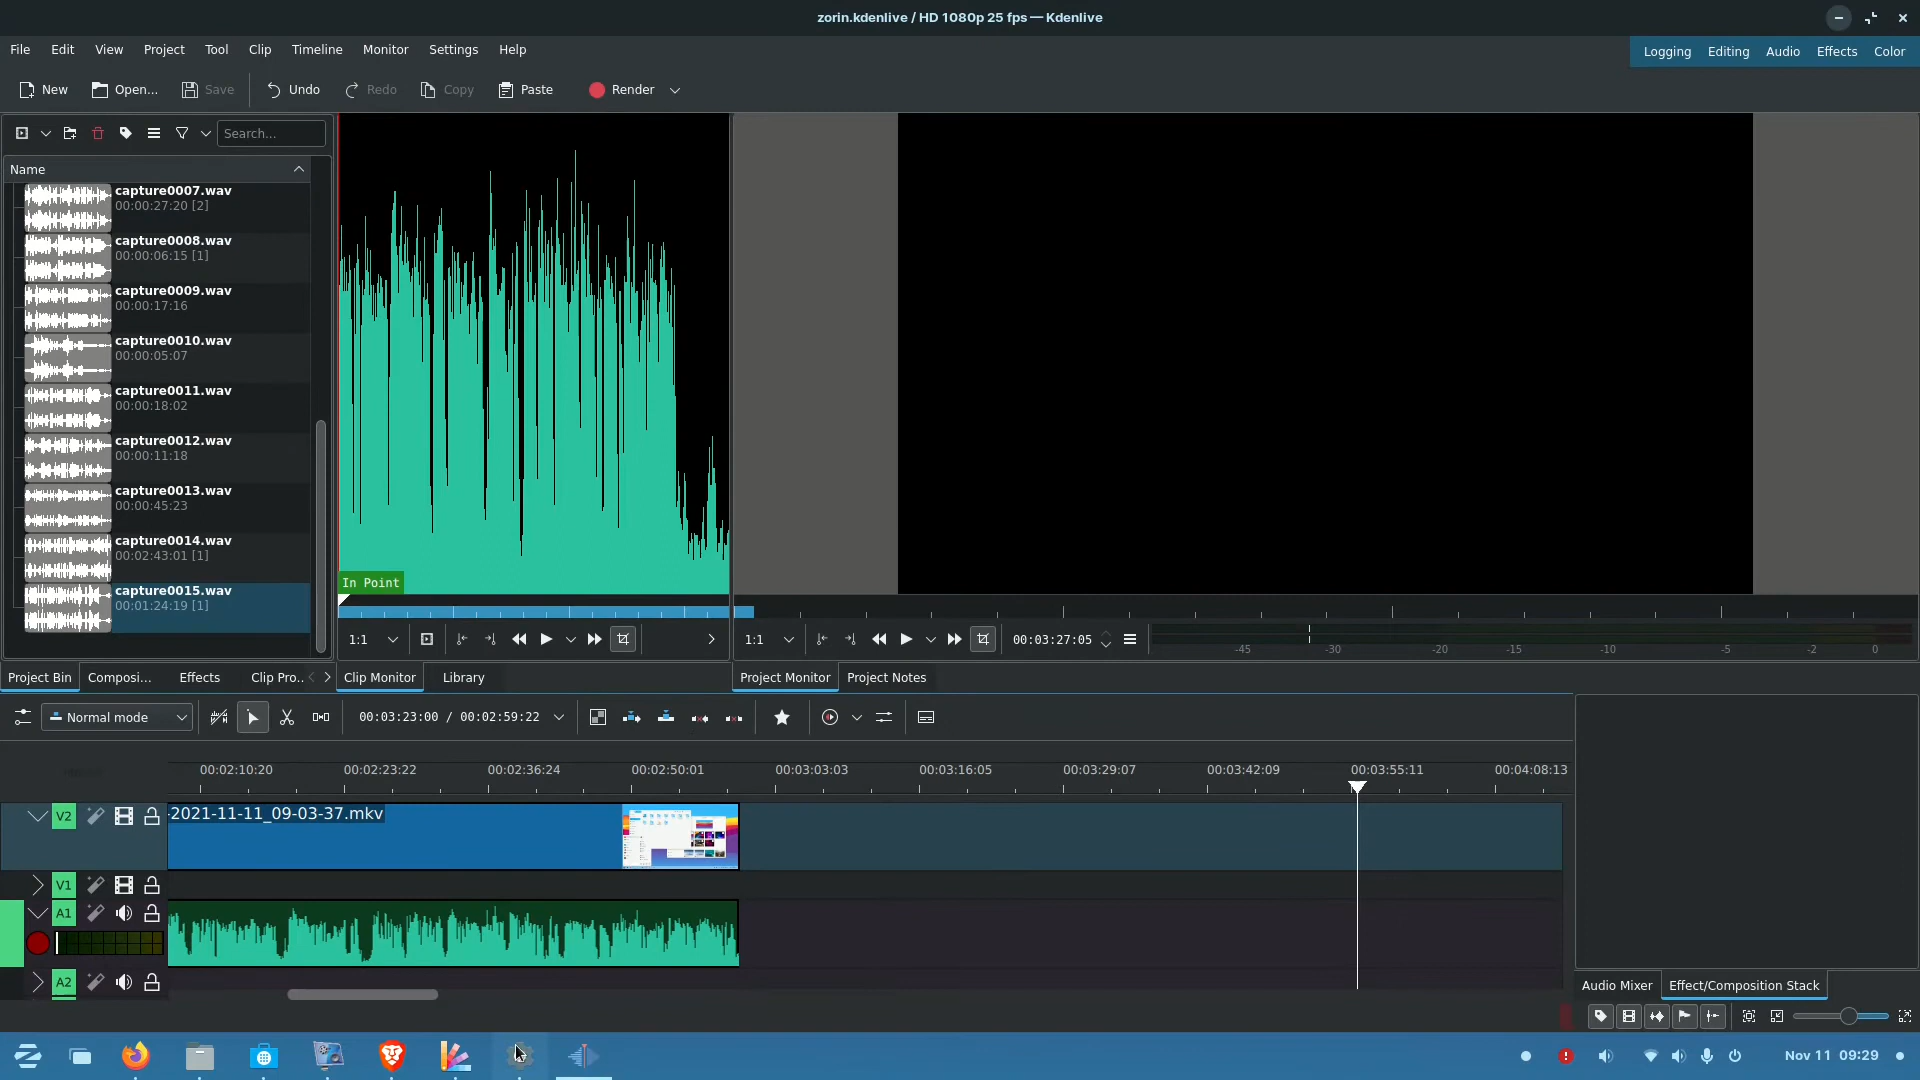 zorin.kdenlive / HD 1080p 25 fps — Kdenlive
File Edit View Project Tool Clip Timeline Monitor Settings Help
Logging Editing Audio Effects Color
New Open... Save Undo Redo Copy Paste Render
Search...
Name
capture0007.wav
00:00:27:20 [2]
capture0008.wav
00:00:06:15 [1]
capture0009.wav
00:00:17:16
capture0010.wav
00:00:05:07
capture0011.wav
00:00:18:02
capture0012.wav
00:00:11:18
capture0013.wav
00:00:45:23
capture0014.wav
00:02:43:01 [1]
capture0015.wav
00:01:24:19 [1]
In Point
1:1
1:1 00:03:27:05
-45 -30 -20 -15 -10 -5 -2 0
Project Bin Composi... Effects Clip Pro..
Clip Monitor Library
Project Monitor Project Notes
Normal mode 00:03:23:00 / 00:02:59:22
00:02:10:20 00:02:23:22 00:02:36:24 00:02:50:01 00:03:03:03 00:03:16:05 00:03:29:07 00:03:42:09 00:03:55:11 00:04:08:13
V2
-2021-11-11_09-03-37.mkv
V1
A1
A2
Audio Mixer Effect/Composition Stack
Nov 11 09:29